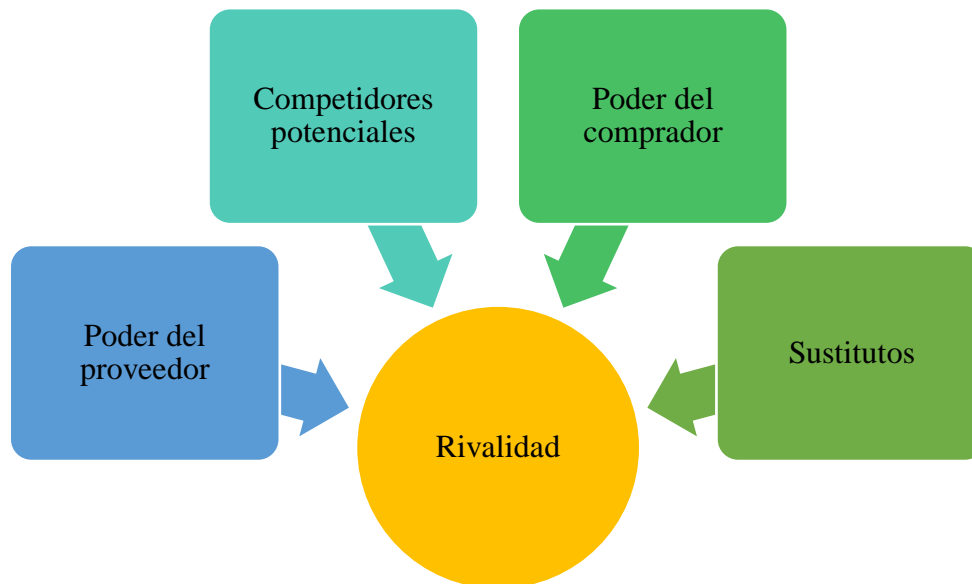 Competidores
potenciales
Poder del
comprador
Poder del
proveedor
Sustitutos
Rivalidad